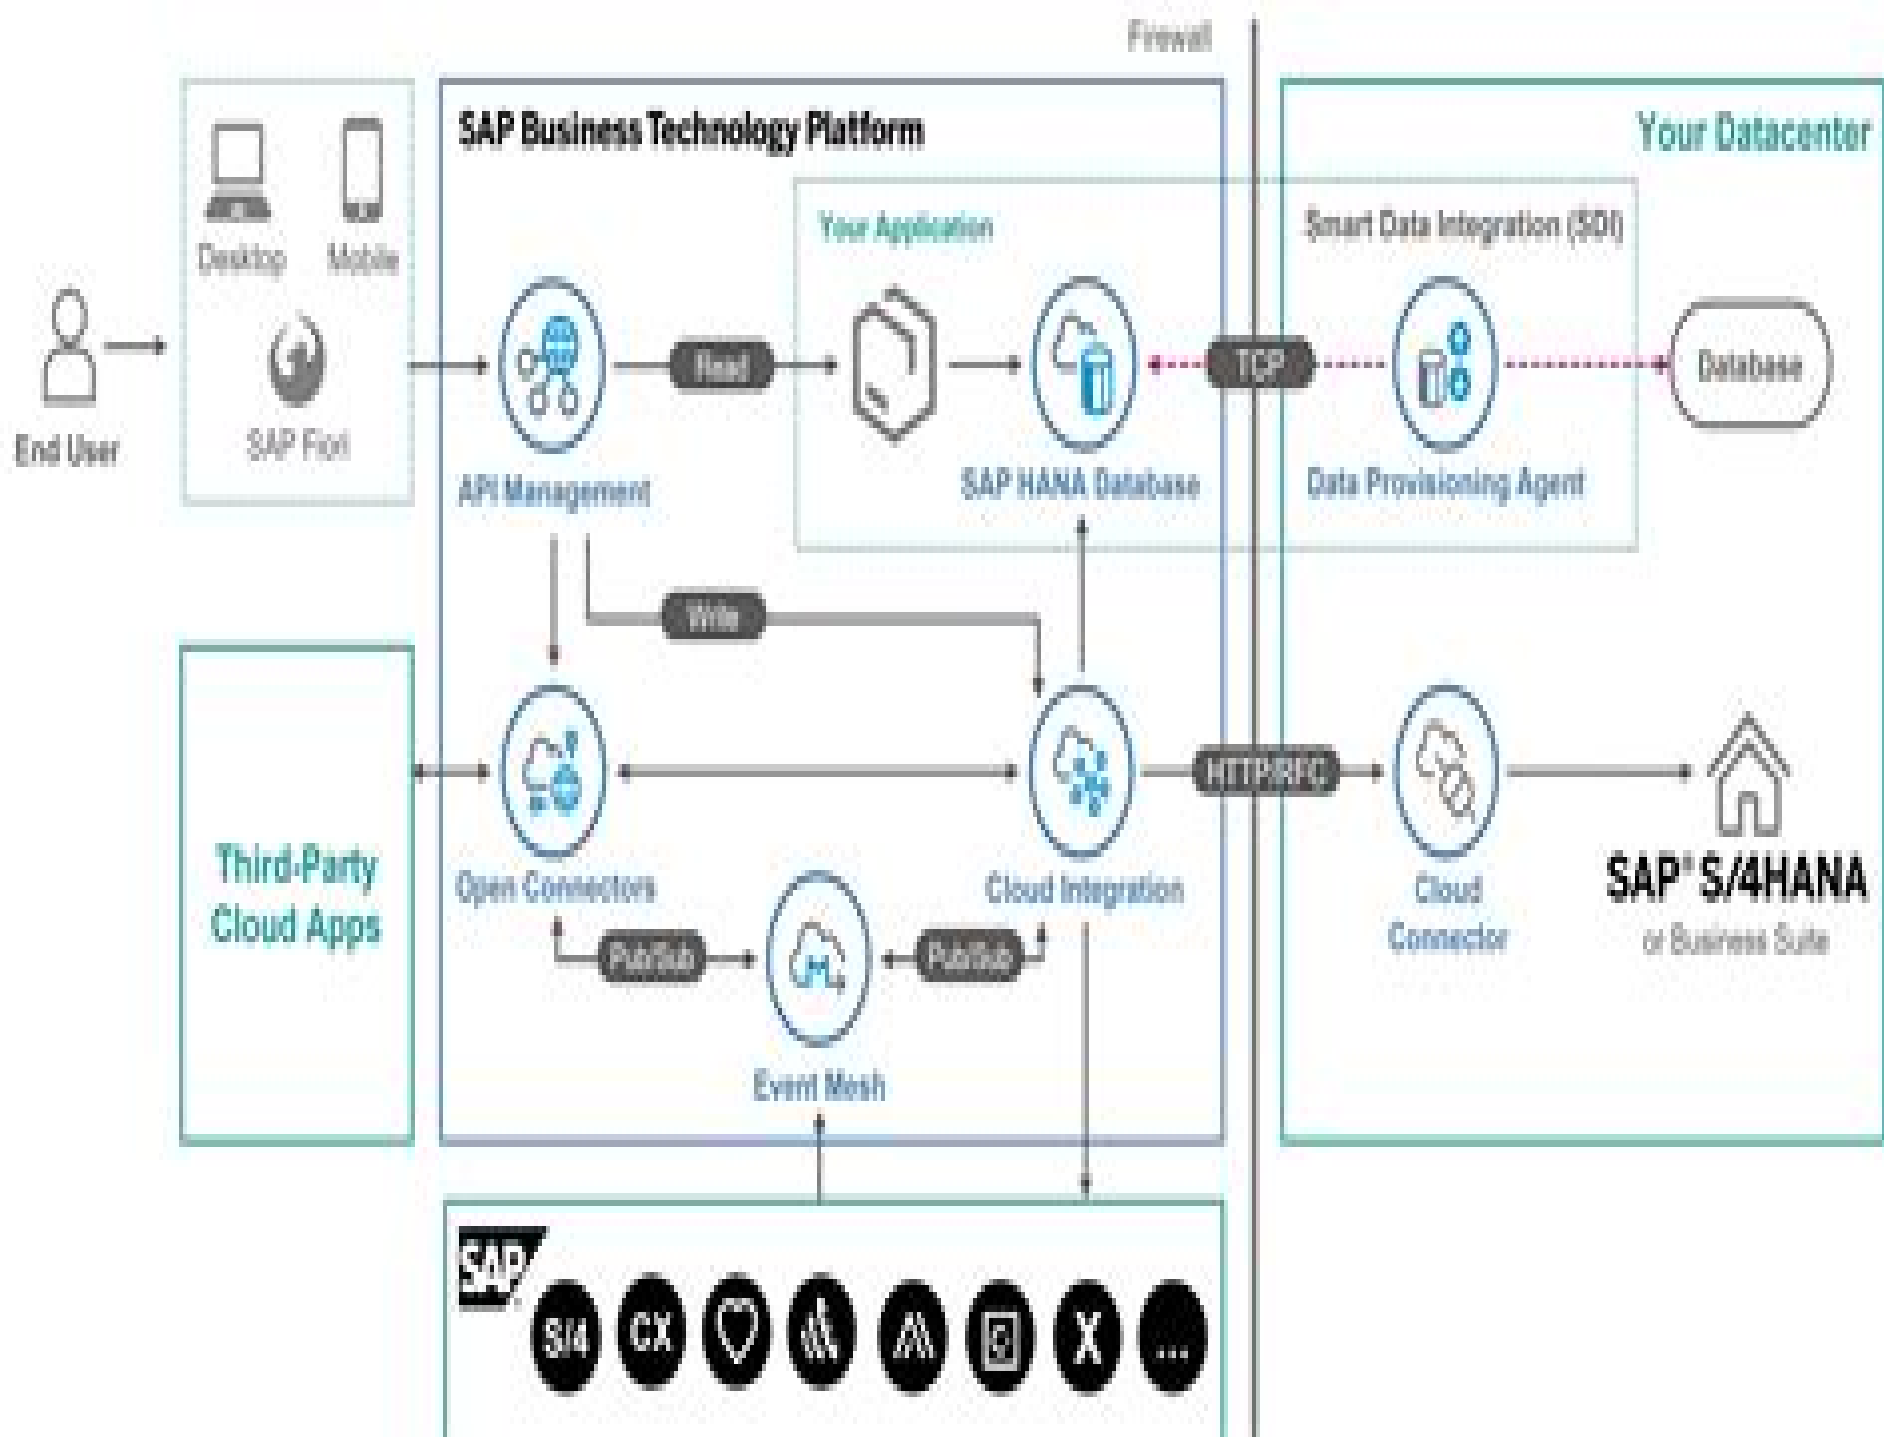 Firewall
SAP Business Technology Platform
Your Datacenter
Desktop
Mobile
SAP Fiori
End User
Your Application
Smart Data Integration (SDI)
Read
TCP
Database
API Management
SAP HANA Database
Data Provisioning Agent
Write
HTTP/RFC
Third-Party
Cloud Apps
Open Connectors
Cloud Integration
Cloud
Connector
SAP® S/4HANA
or Business Suite
Pub/Sub
Pub/Sub
Event Mesh
SAP
S/4
CX
X
...